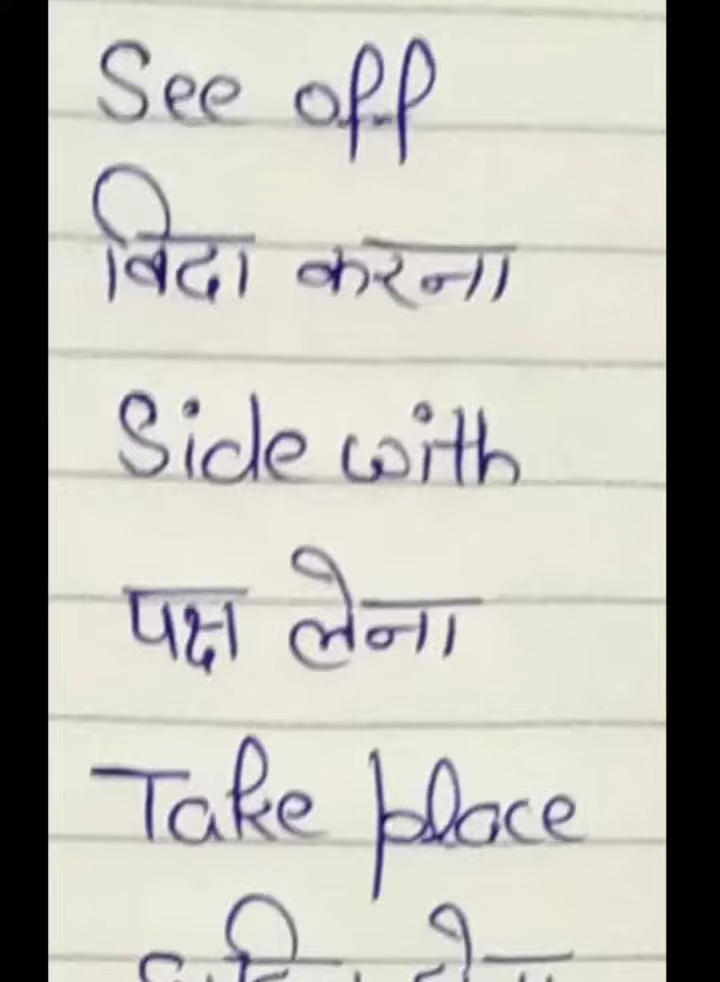 See off
विदा करना
Side with
पक्ष लेना
Take place